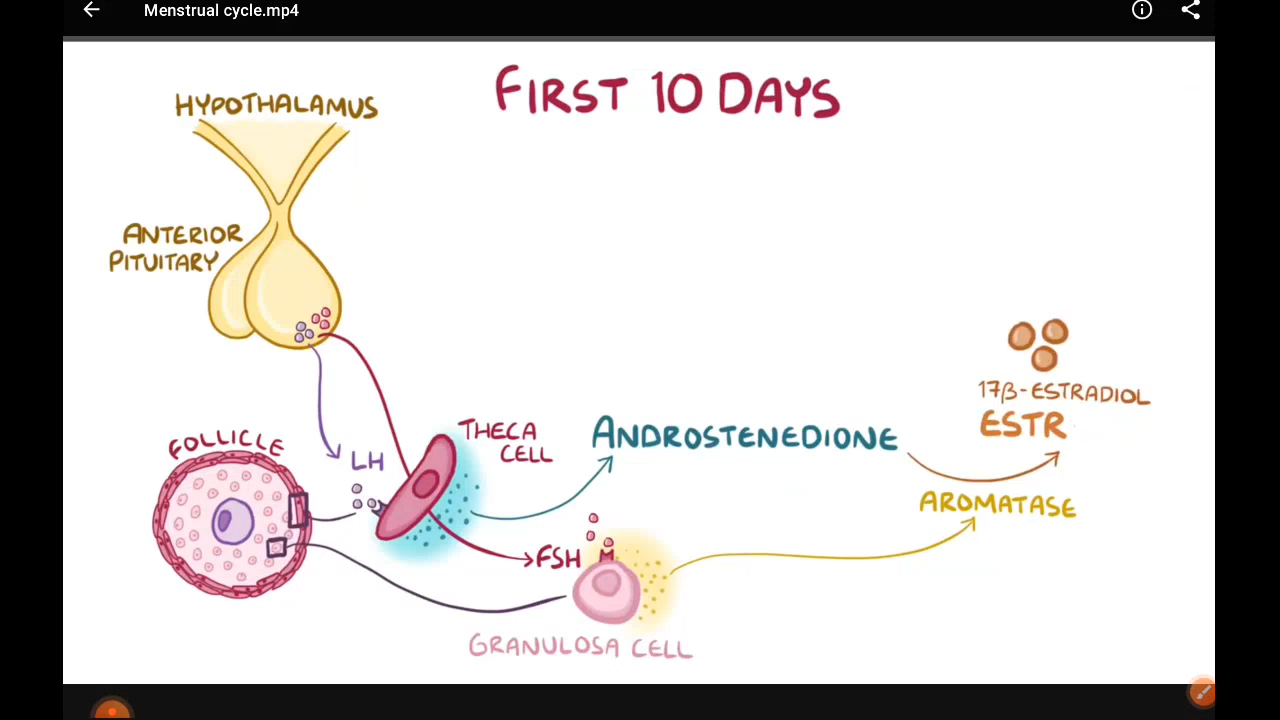 Menstrual cycle.mp4
FIRST 10 DAYS
HYPOTHALAMUS
ANTERIOR
PITUITARY
FOLLICLE
LH
THECA
CELL
ANDROSTENEDIONE
17β-ESTRADIOL
ESTR
AROMATASE
FSH
GRANULOSA CELL